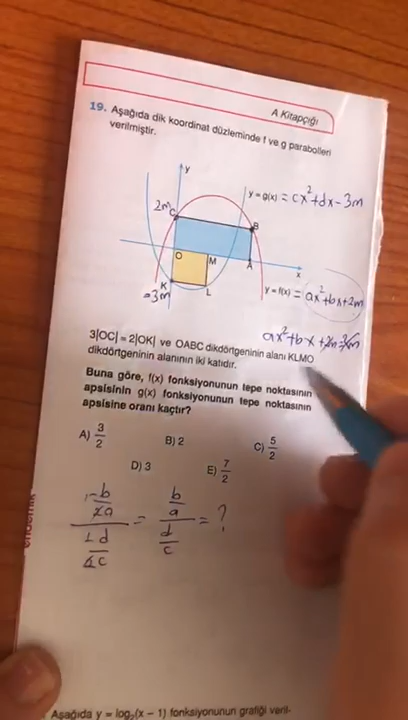 A Kitapçığı
19. Aşağıda dik koordinat düzleminde f ve g parabolleri
verilmiştir.
y
y = g(x) = cx² + dx - 3m
2m C
B
O
M
A
x
K
L
= 3m
y = f(x) = ax² + bx + 2m
ax² + b·x + 2m
3|OC| = 2|OK| ve OABC dikdörtgeninin alanı KLMO
dikdörtgeninin alanının iki katıdır.
Buna göre, f(x) fonksiyonunun tepe noktasının
apsisinin g(x) fonksiyonunun tepe noktasının
apsisine oranı kaçtır?
A) 3/2
B) 2
C) 5/2
D) 3
E) 7/2
-b/2a / -d/2c = b/a / d/c = ?
endemik
Aşağıda y = log₂(x – 1) fonksiyonunun grafiği veril-